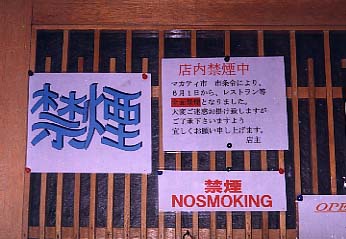 禁煙
店内禁煙中
マカティ市 市条令により、
6月1日から、レストラン等
全面禁煙となりました。
大変ご迷惑お掛け致しますが
ご了承下さいますよう
宜しくお願い申し上げます。
店主
禁煙
NOSMOKING
OPE